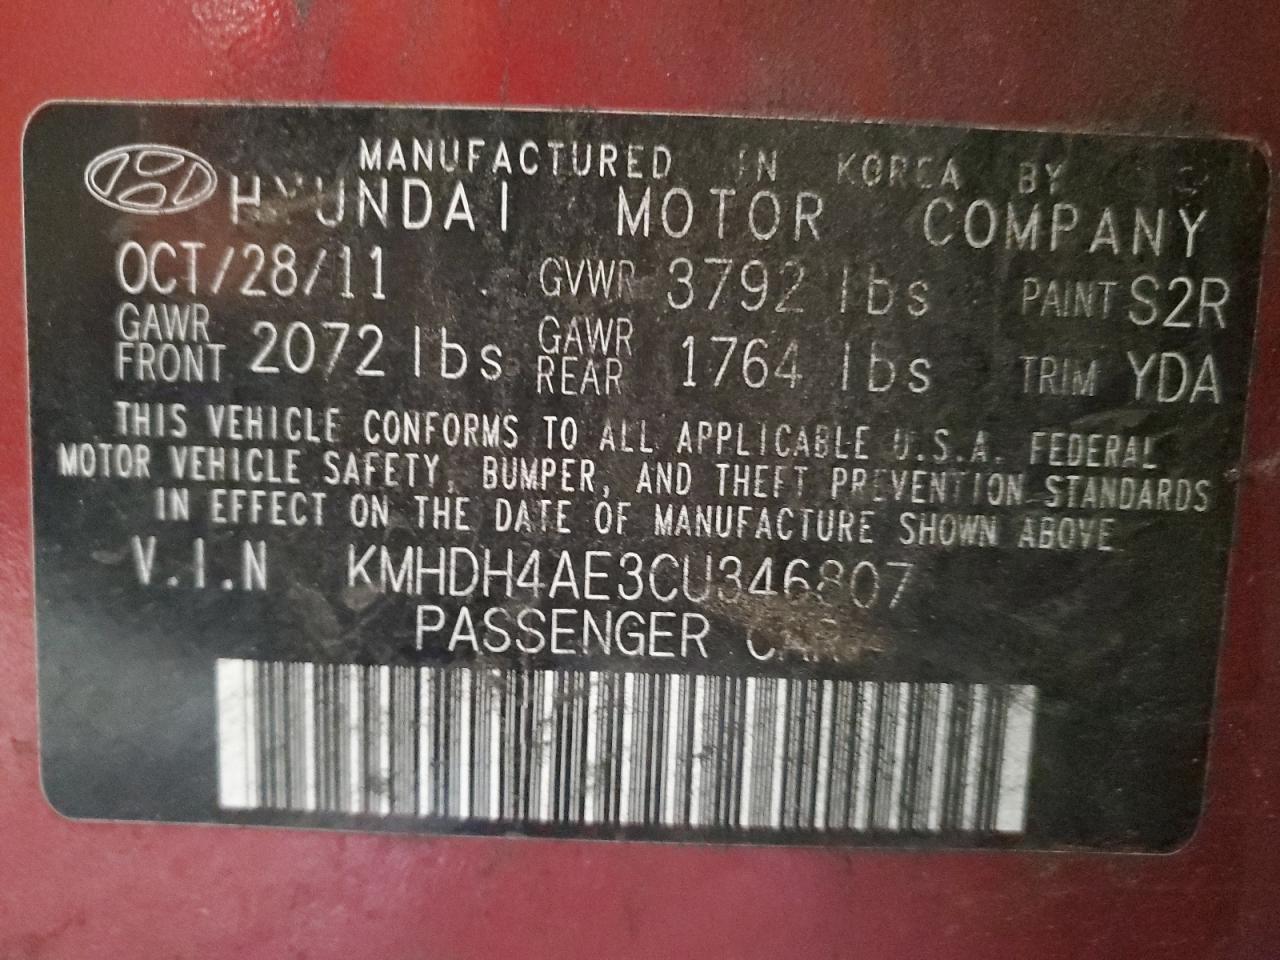 MANUFACTURED IN KOREA BY
HYUNDAI MOTOR COMPANY
OCT/28/11 GVWR 3792 lbs PAINT S2R
GAWR FRONT 2072 lbs GAWR REAR 1764 lbs TRIM YDA
THIS VEHICLE CONFORMS TO ALL APPLICABLE U.S.A. FEDERAL
MOTOR VEHICLE SAFETY, BUMPER, AND THEFT PREVENTION STANDARDS
IN EFFECT ON THE DATE OF MANUFACTURE SHOWN ABOVE.
V.I.N KMHDH4AE3CU346807
PASSENGER CAR